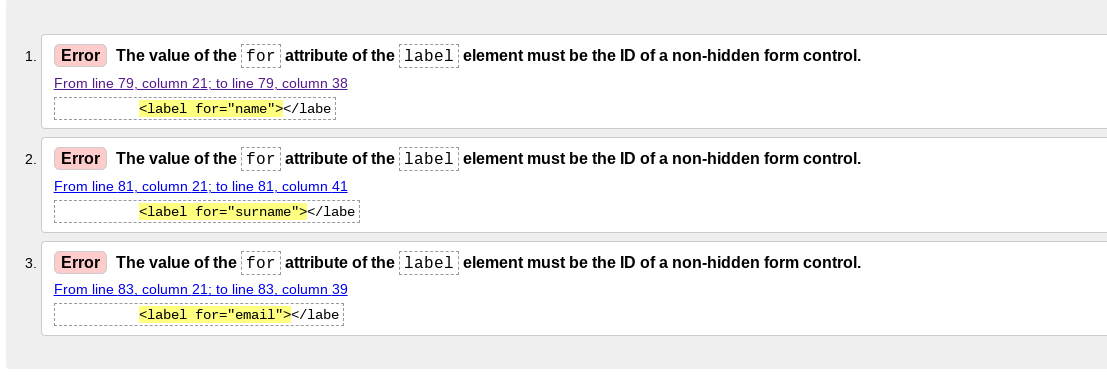 1. Error The value of the for attribute of the label element must be the ID of a non-hidden form control.
From line 79, column 21; to line 79, column 38
<label for="name"></labe
2. Error The value of the for attribute of the label element must be the ID of a non-hidden form control.
From line 81, column 21; to line 81, column 41
<label for="surname"></labe
3. Error The value of the for attribute of the label element must be the ID of a non-hidden form control.
From line 83, column 21; to line 83, column 39
<label for="email"></labe